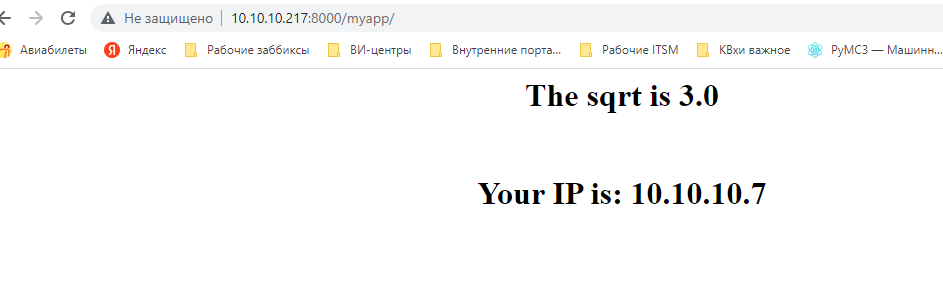 Не защищено 10.10.10.217:8000/myapp/
Авиабилеты Яндекс Рабочие заббиксы ВИ-центры Внутренние порта... Рабочие ITSM КВхи важное PyMC3 — Машинн...
The sqrt is 3.0
Your IP is: 10.10.10.7